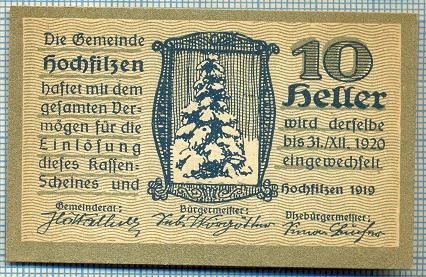 Die Gemeinde
Hochfilzen
haftet mit dem
gesamten Ver-
mögen für die
Einlösung
dieses Kassen-
Scheines und
10
Heller
wird derselbe
bis 31./XII. 1920
eingewechselt.
Hochfilzen 1919
Gemeinderat:
Bürgermeister:
Vizebürgermeister: